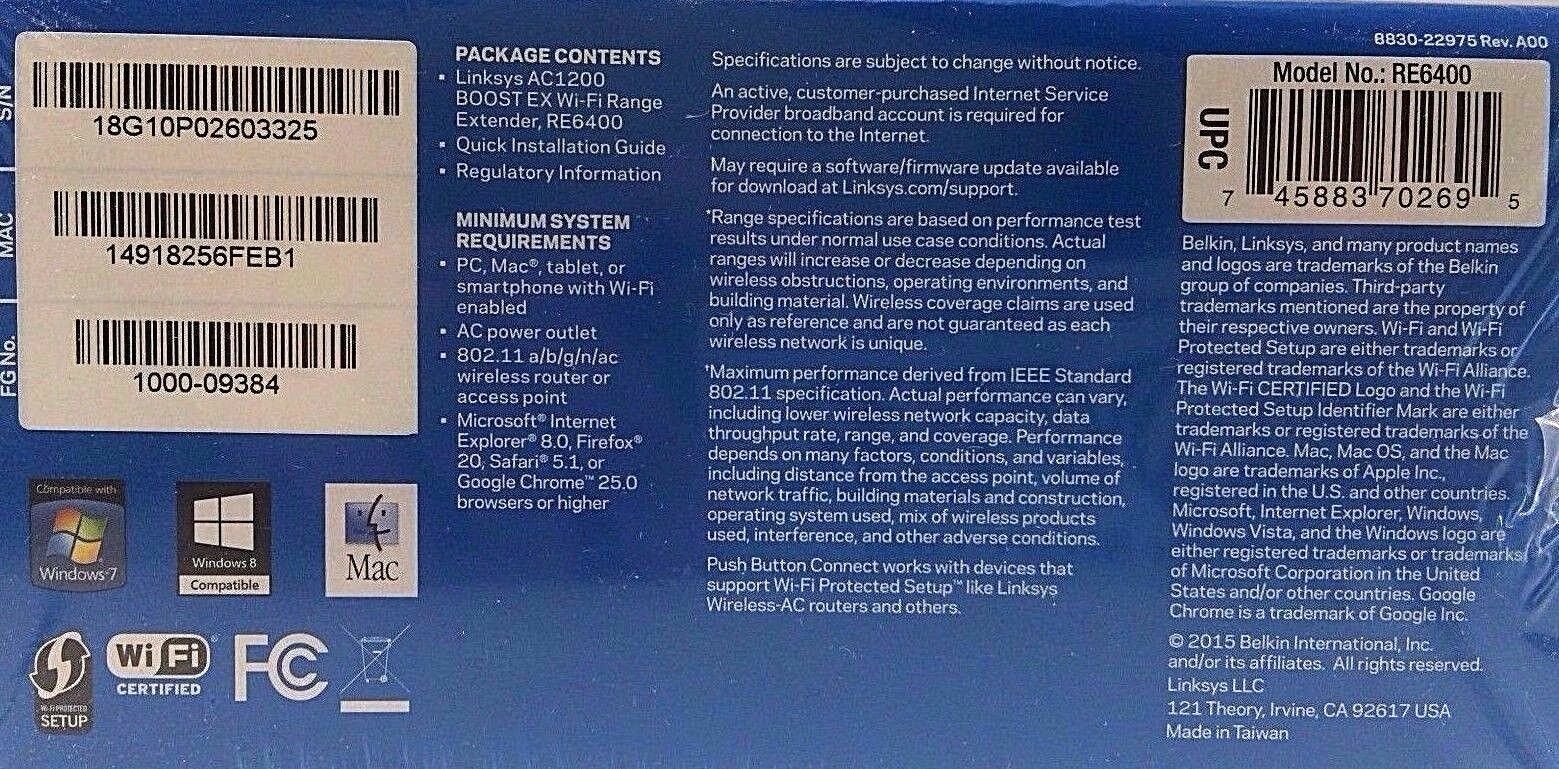 S/N
18G10P02603325
MAC
14918256FEB1
FG No.
1000-09384
Compatible with
Windows®7
Windows 8
Compatible
Mac
WI-FI PROTECTED
SETUP
Wi Fi®
CERTIFIED
FC
PACKAGE CONTENTS
▪ Linksys AC1200
BOOST EX Wi-Fi Range
Extender, RE6400
▪ Quick Installation Guide
▪ Regulatory Information
MINIMUM SYSTEM
REQUIREMENTS
▪ PC, Mac®, tablet, or
smartphone with Wi-Fi
enabled
▪ AC power outlet
▪ 802.11 a/b/g/n/ac
wireless router or
access point
▪ Microsoft® Internet
Explorer® 8.0, Firefox®
20, Safari® 5.1, or
Google Chrome™ 25.0
browsers or higher
Specifications are subject to change without notice.
An active, customer-purchased Internet Service
Provider broadband account is required for
connection to the Internet.
May require a software/firmware update available
for download at Linksys.com/support.
*Range specifications are based on performance test
results under normal use case conditions. Actual
ranges will increase or decrease depending on
wireless obstructions, operating environments, and
building material. Wireless coverage claims are used
only as reference and are not guaranteed as each
wireless network is unique.
*Maximum performance derived from IEEE Standard
802.11 specification. Actual performance can vary,
including lower wireless network capacity, data
throughput rate, range, and coverage. Performance
depends on many factors, conditions, and variables,
including distance from the access point, volume of
network traffic, building materials and construction,
operating system used, mix of wireless products
used, interference, and other adverse conditions.
Push Button Connect works with devices that
support Wi-Fi Protected Setup™ like Linksys
Wireless-AC routers and others.
8830-22975 Rev. A00
Model No.: RE6400
UPC
7 45883 70269 5
Belkin, Linksys, and many product names
and logos are trademarks of the Belkin
group of companies. Third-party
trademarks mentioned are the property of
their respective owners. Wi-Fi and Wi-Fi
Protected Setup are either trademarks or
registered trademarks of the Wi-Fi Alliance.
The Wi-Fi CERTIFIED Logo and the Wi-Fi
Protected Setup Identifier Mark are either
trademarks or registered trademarks of the
Wi-Fi Alliance. Mac, Mac OS, and the Mac
logo are trademarks of Apple Inc.,
registered in the U.S. and other countries.
Microsoft, Internet Explorer, Windows,
Windows Vista, and the Windows logo are
either registered trademarks or trademarks
of Microsoft Corporation in the United
States and/or other countries. Google
Chrome is a trademark of Google Inc.
© 2015 Belkin International, Inc.
and/or its affiliates. All rights reserved.
Linksys LLC
121 Theory, Irvine, CA 92617 USA
Made in Taiwan